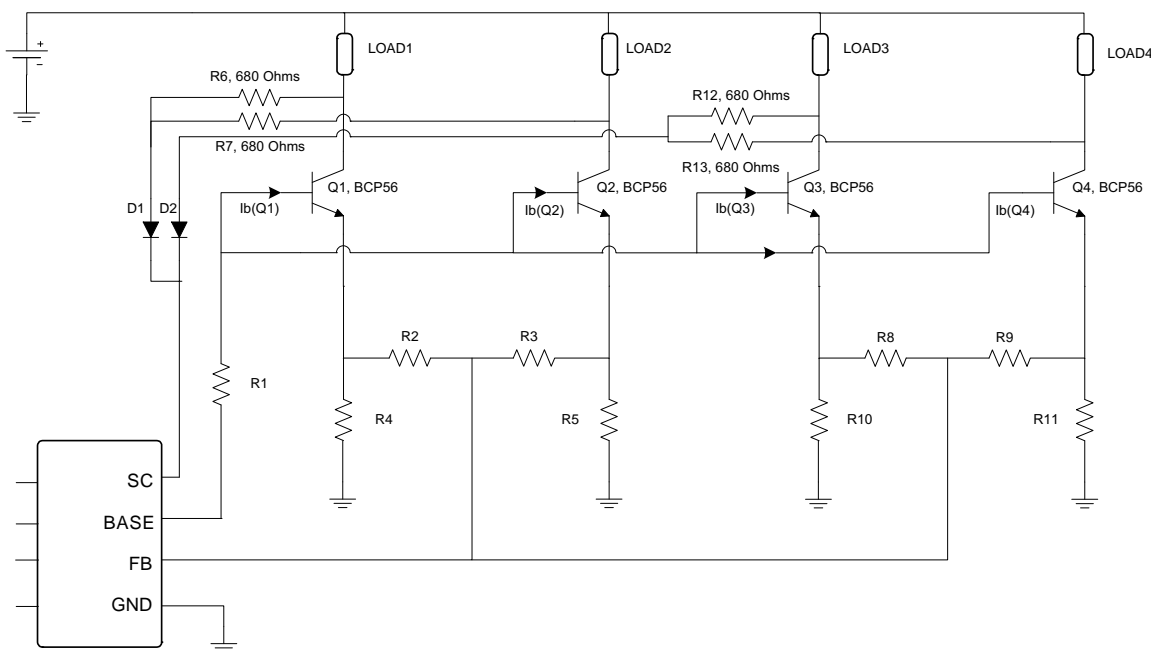 +
-
LOAD1
LOAD2
LOAD3
LOAD4
R6, 680 Ohms
R7, 680 Ohms
R12, 680 Ohms
R13, 680 Ohms
Q1, BCP56
Q2, BCP56
Q3, BCP56
Q4, BCP56
D1
D2
Ib(Q1)
Ib(Q2)
Ib(Q3)
Ib(Q4)
R2
R3
R8
R9
R1
R4
R5
R10
R11
SC
BASE
FB
GND